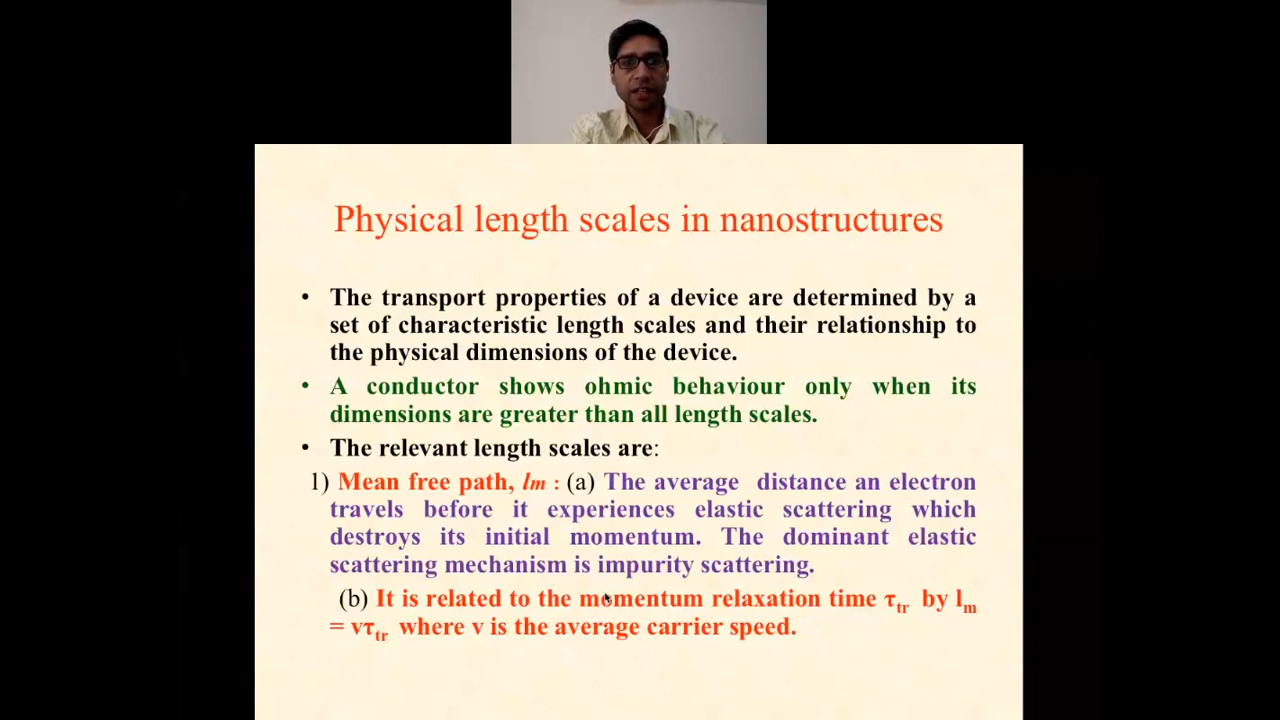 Physical length scales in nanostructures
• The transport properties of a device are determined by a
set of characteristic length scales and their relationship to
the physical dimensions of the device.
• A conductor shows ohmic behaviour only when its
dimensions are greater than all length scales.
• The relevant length scales are:
1) Mean free path, lm : (a) The average distance an electron
travels before it experiences elastic scattering which
destroys its initial momentum. The dominant elastic
scattering mechanism is impurity scattering.
(b) It is related to the momentum relaxation time τtr by lm
= vτtr where v is the average carrier speed.